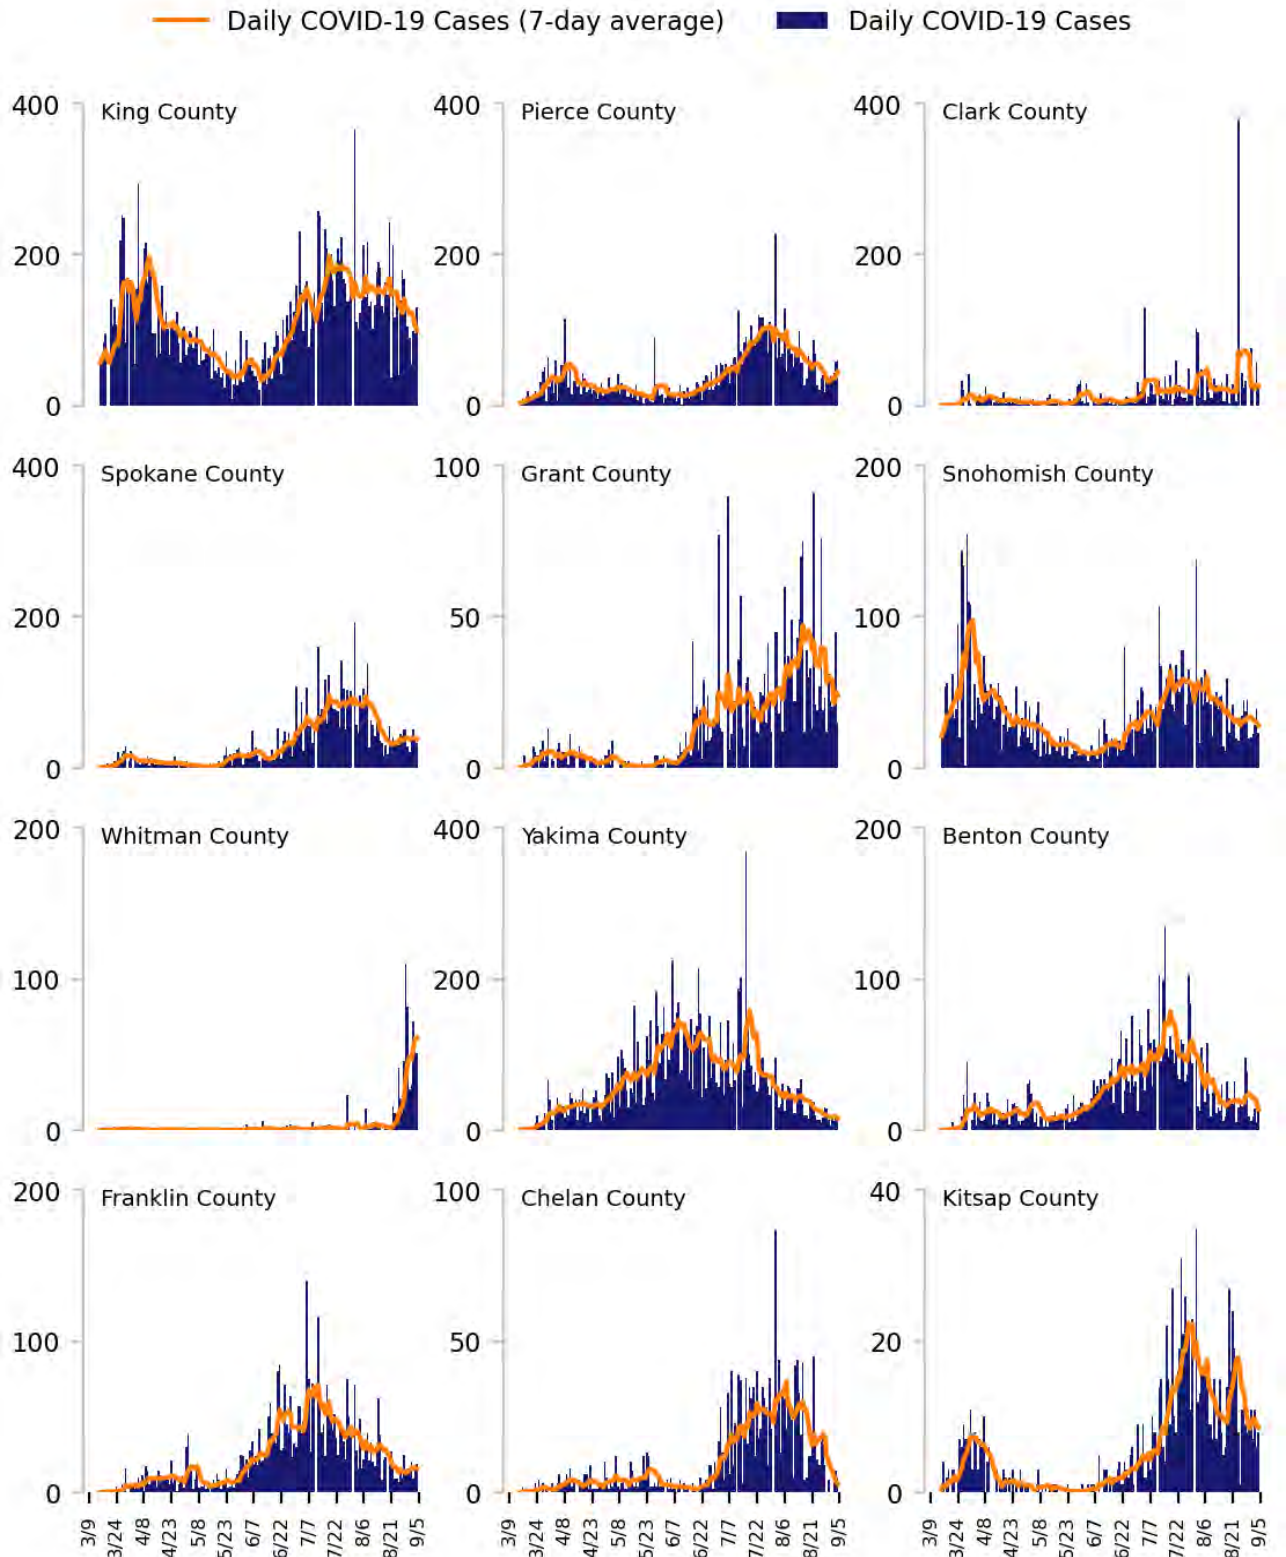 Daily COVID-19 Cases (7-day average) Daily COVID-19 Cases
400 King County 400 Pierce County 400 Clark County
200 200 200
0 0 0
400 Spokane County 100 Grant County 200 Snohomish County
200 50 100
0 0 0
200 Whitman County 400 Yakima County 200 Benton County
100 200 100
0 0 0
200 Franklin County 100 Chelan County 40 Kitsap County
100 50 20
0 0 0
3/9 3/24 4/8 4/23 5/8 5/23 6/7 6/22 7/7 7/22 8/6 8/21 9/5 3/9 3/24 4/8 4/23 5/8 5/23 6/7 6/22 7/7 7/22 8/6 8/21 9/5 3/9 3/24 4/8 4/23 5/8 5/23 6/7 6/22 7/7 7/22 8/6 8/21 9/5